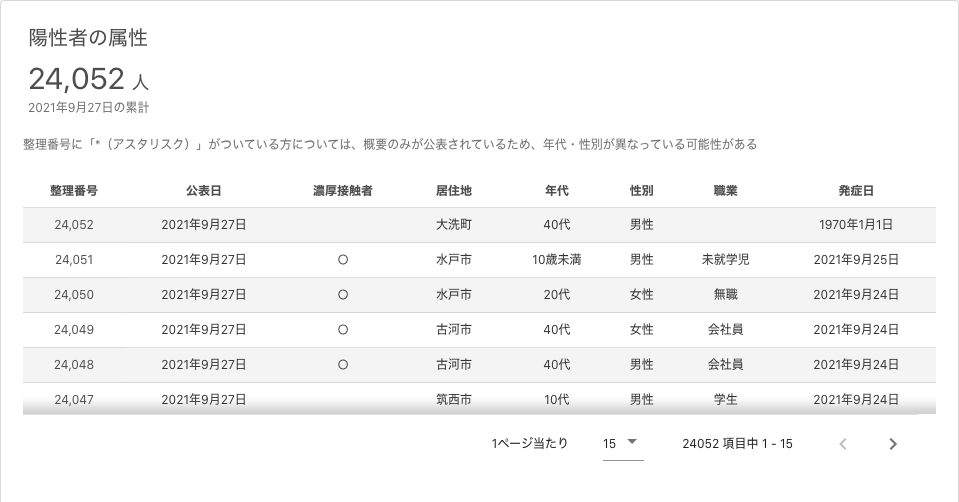 陽性者の属性
24,052 人
2021年9月27日の累計
整理番号に「*（アスタリスク）」がついている方については、概要のみが公表されているため、年代・性別が異なっている可能性がある
整理番号 公表日 濃厚接触者 居住地 年代 性別 職業 発症日
24,052 2021年9月27日 大洗町 40代 男性 1970年1月1日
24,051 2021年9月27日 〇 水戸市 10歳未満 男性 未就学児 2021年9月25日
24,050 2021年9月27日 〇 水戸市 20代 女性 無職 2021年9月24日
24,049 2021年9月27日 〇 古河市 40代 女性 会社員 2021年9月24日
24,048 2021年9月27日 〇 古河市 40代 男性 会社員 2021年9月24日
24,047 2021年9月27日 筑西市 10代 男性 学生 2021年9月24日
1ページ当たり 15 24052 項目中 1 - 15